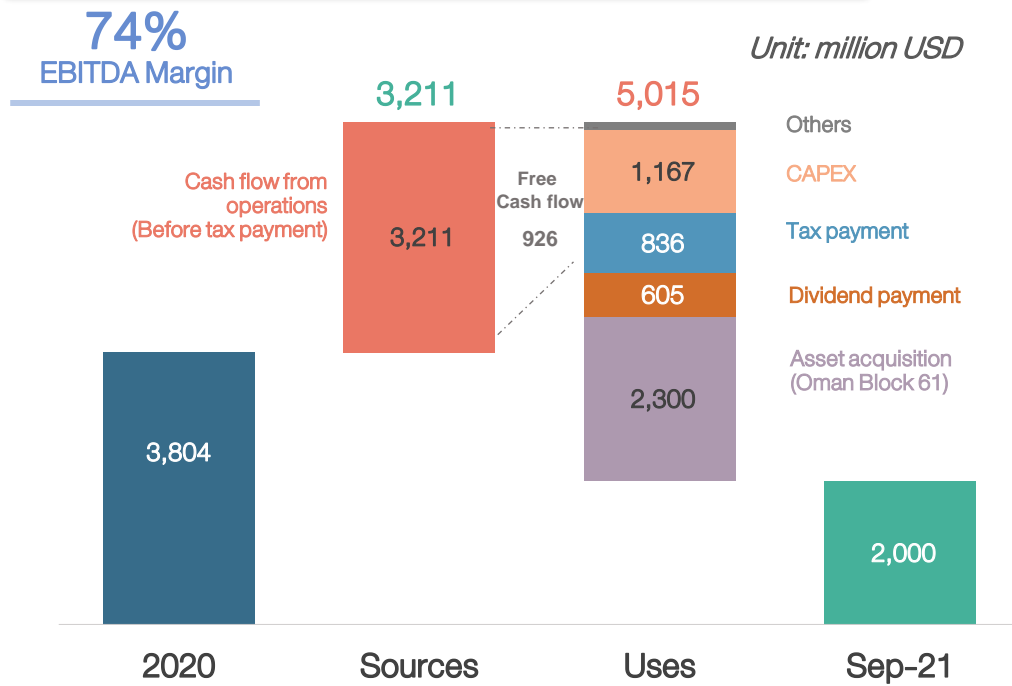 74%
EBITDA Margin
Unit: million USD
3,211
5,015
Others
1,167
CAPEX
Cash flow from
operations
(Before tax payment)
3,211
Free
Cash flow
926
836
Tax payment
605
Dividend payment
Asset acquisition
(Oman Block 61)
2,300
3,804
2,000
2020
Sources
Uses
Sep-21